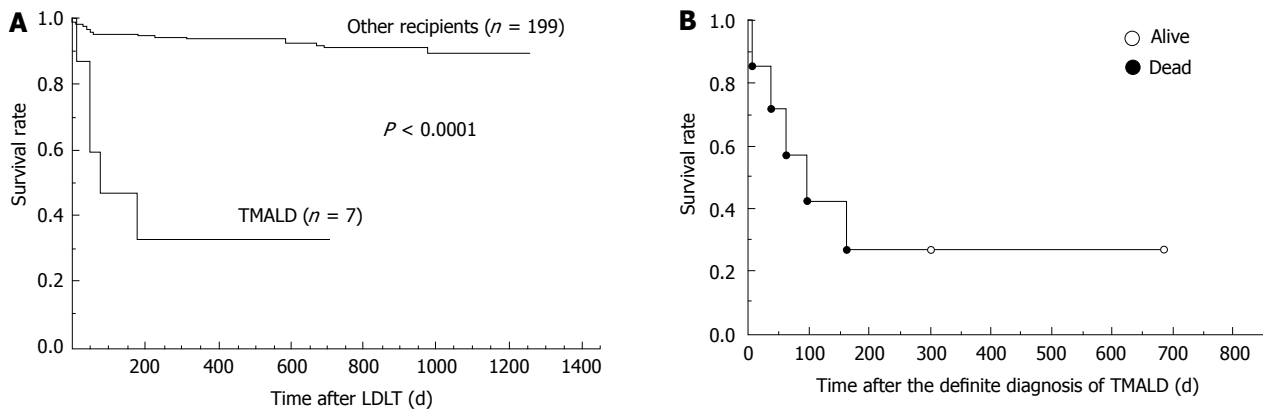 A
1.0
0.8
0.6
0.4
0.2
0.0
Survival rate
Other recipients (n = 199)
P < 0.0001
TMALD (n = 7)
200 400 600 800 1000 1200 1400
Time after LDLT (d)
B
1.0
0.8
0.6
0.4
0.2
0.0
Survival rate
Alive
Dead
0 100 200 300 400 500 600 700 800
Time after the definite diagnosis of TMALD (d)